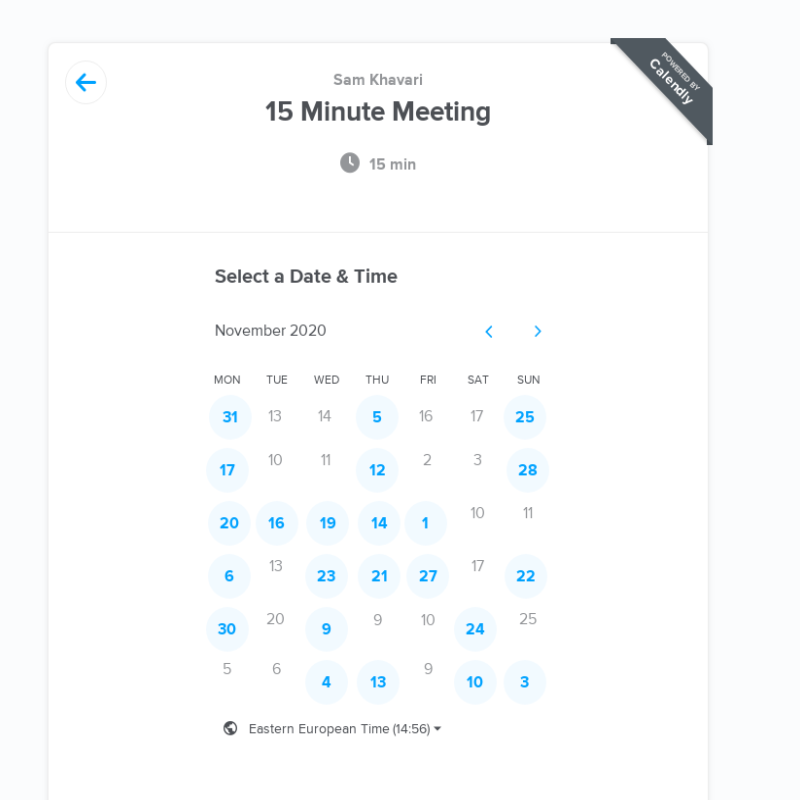 POWERED BY
Calendly
Sam Khavari
15 Minute Meeting
15 min
Select a Date & Time
November 2020
MON TUE WED THU FRI SAT SUN
31 13 14 5 16 17 25
17 10 11 12 2 3 28
20 16 19 14 1 10 11
6 13 23 21 27 17 22
30 20 9 9 10 24 25
5 6 4 13 9 10 3
Eastern European Time (14:56)